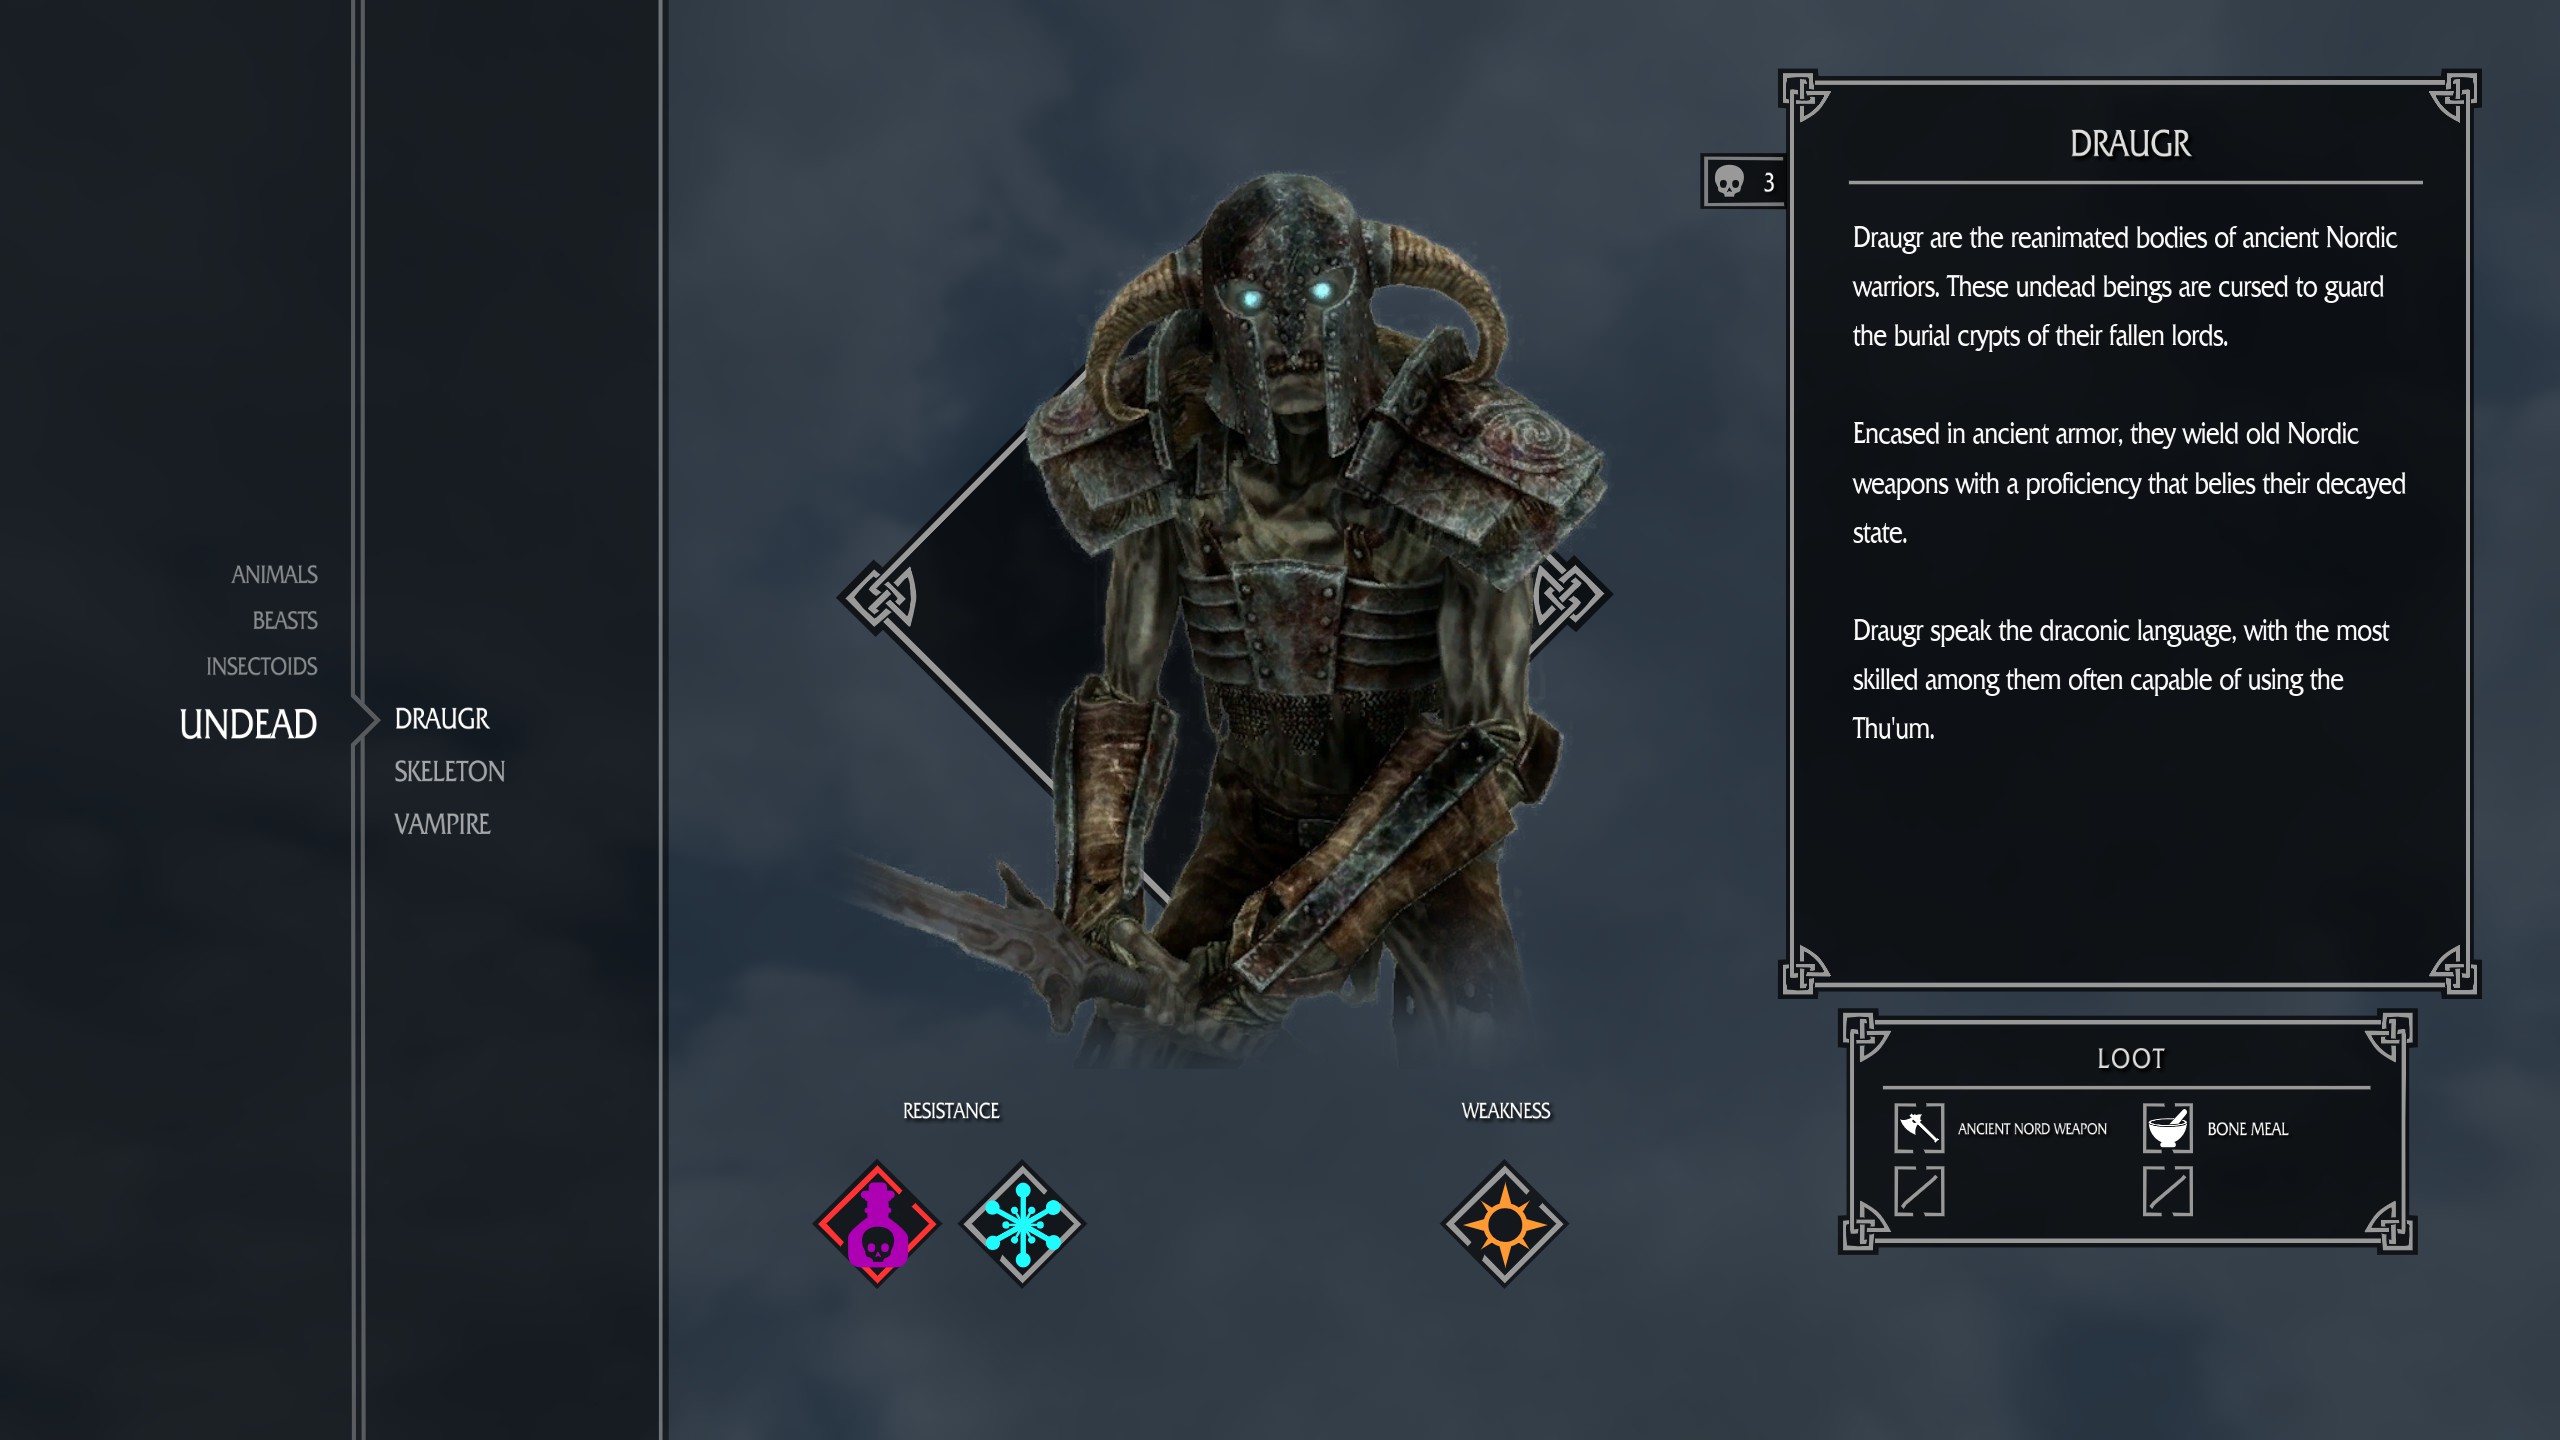 ANIMALS
BEASTS
INSECTOIDS
UNDEAD
DRAUGR
SKELETON
VAMPIRE
RESISTANCE
WEAKNESS
3
DRAUGR
Draugr are the reanimated bodies of ancient Nordic
warriors. These undead beings are cursed to guard
the burial crypts of their fallen lords.
Encased in ancient armor, they wield old Nordic
weapons with a proficiency that belies their decayed
state.
Draugr speak the draconic language, with the most
skilled among them often capable of using the
Thu'um.
LOOT
ANCIENT NORD WEAPON
BONE MEAL